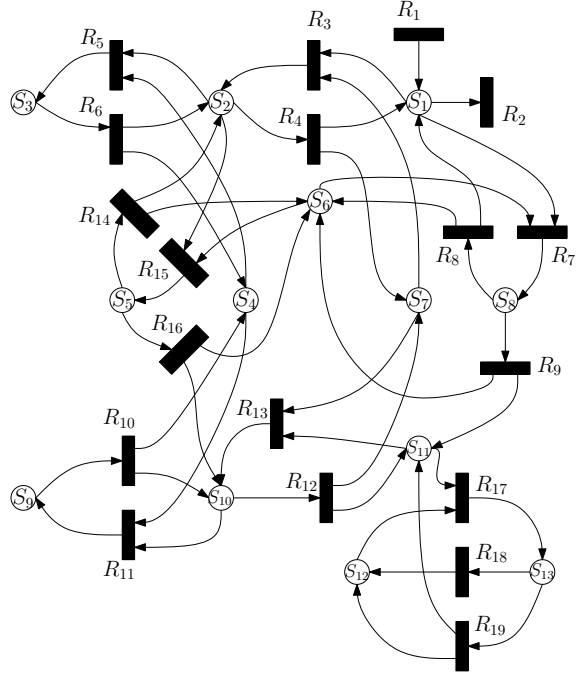 R₁
R₅
R₃
S₃
S₂
S₁
R₂
R₆
R₄
R₁₄
S₆
R₁₅
R₈
R₇
S₅
S₄
S₇
S₈
R₁₆
R₉
R₁₃
R₁₀
S₁₁
S₉
S₁₀
R₁₂
R₁₇
R₁₁
R₁₈
S₁₂
S₁₃
R₁₉